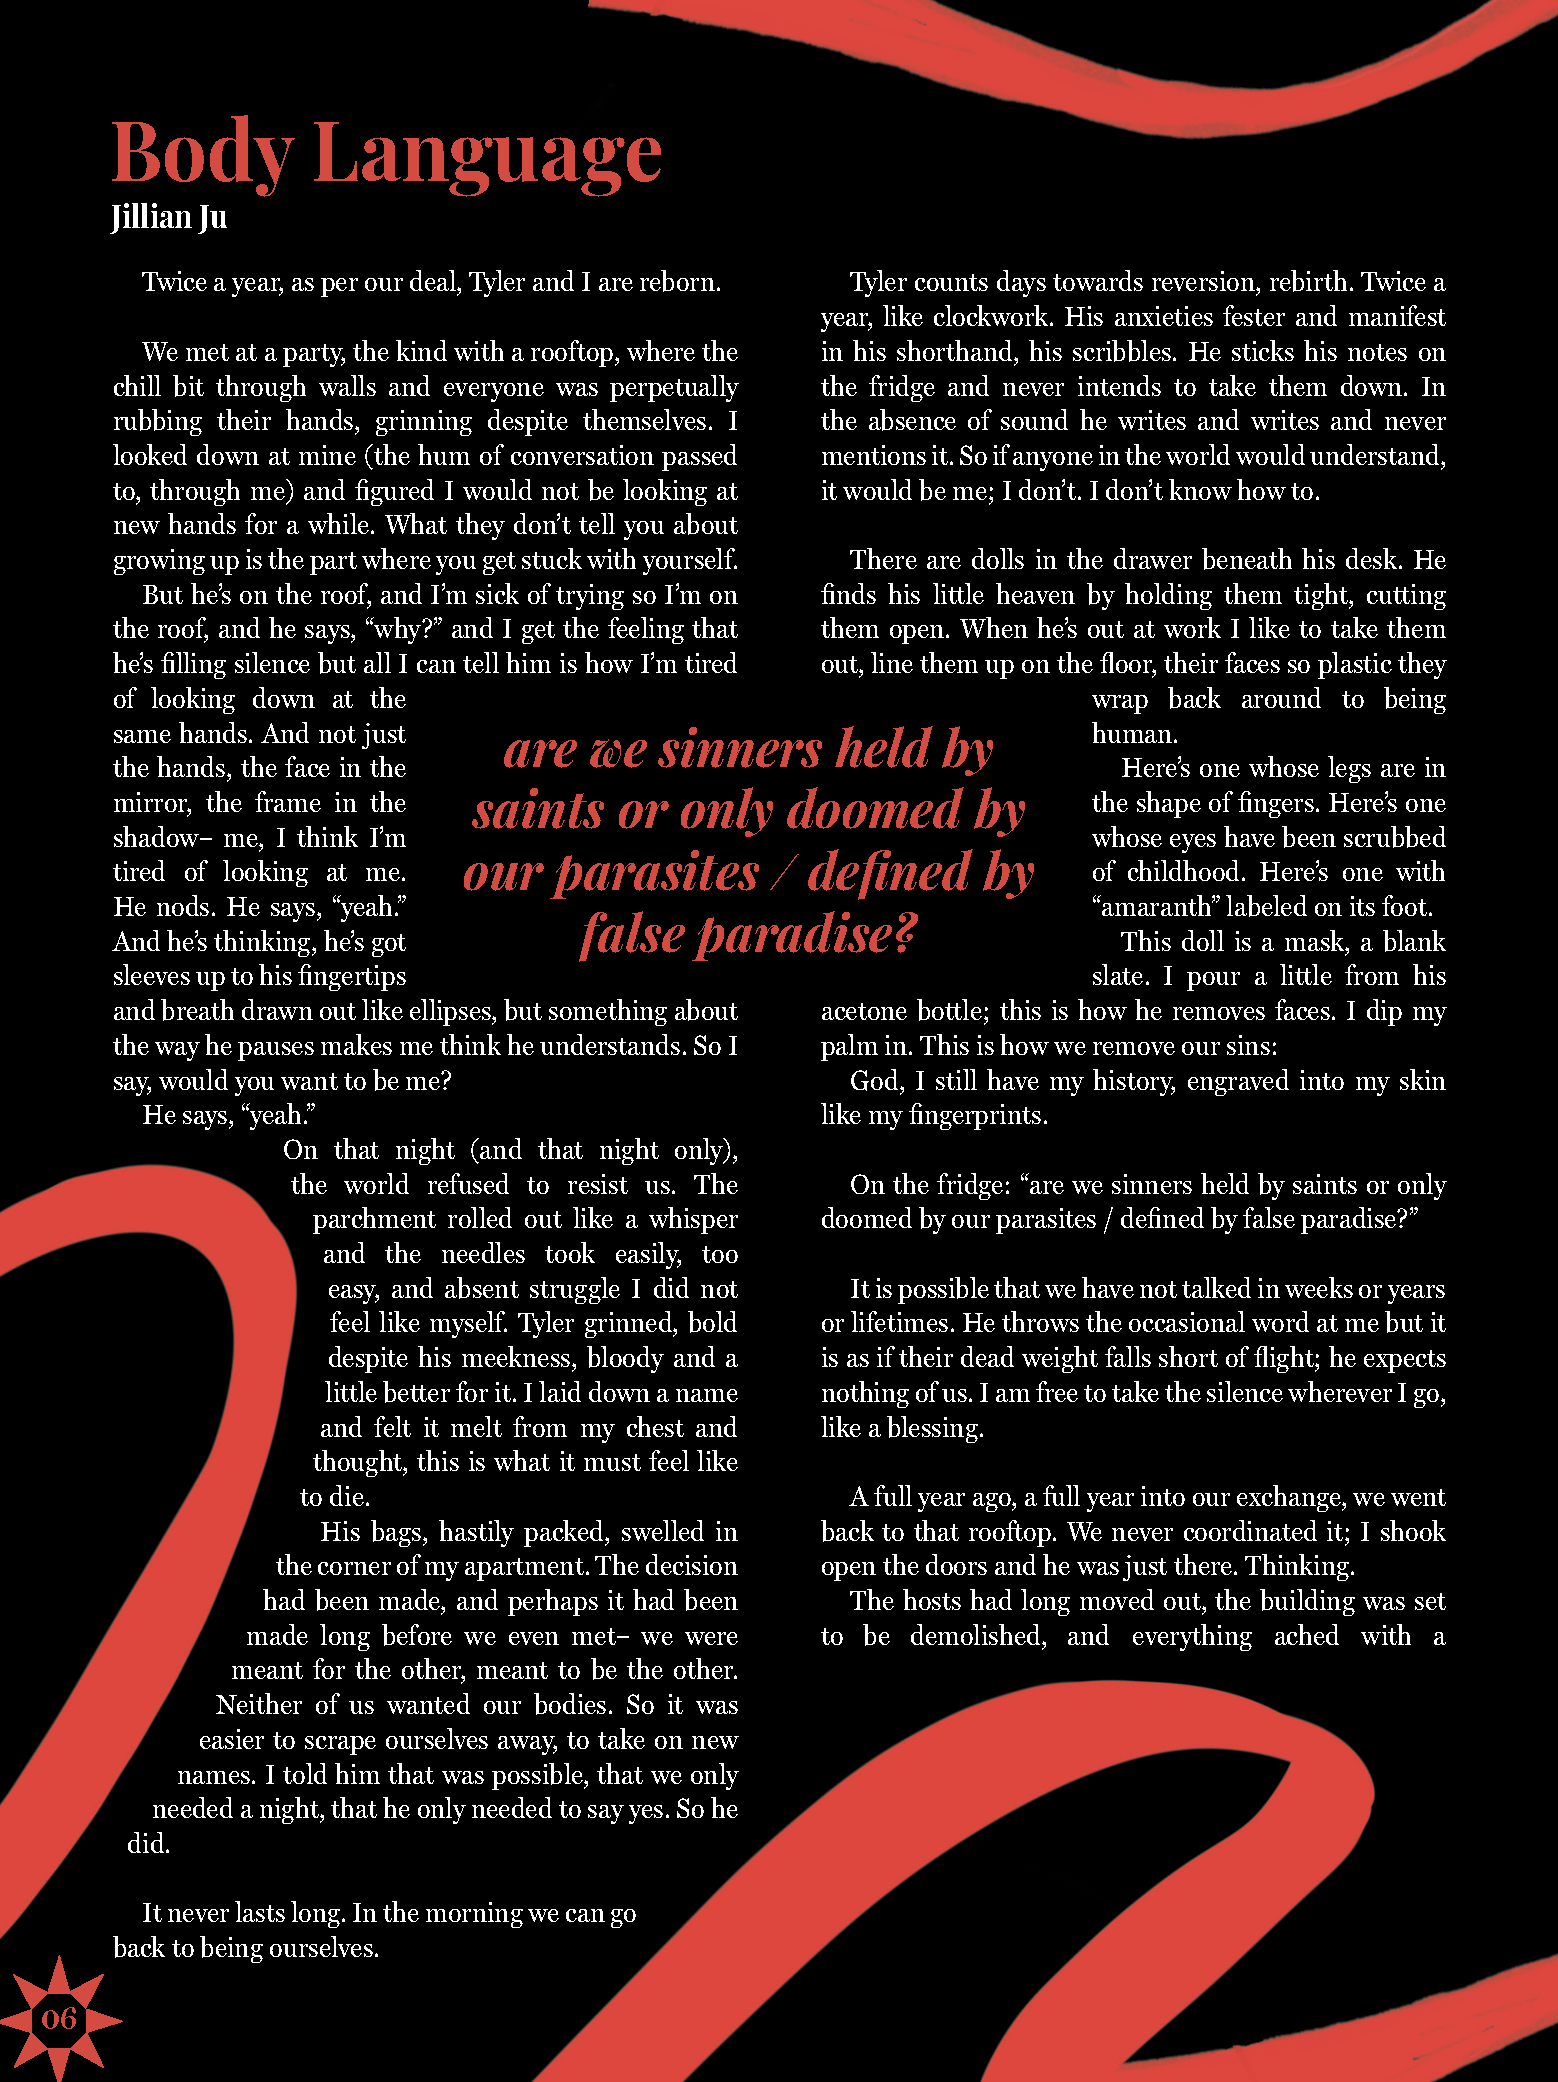 Body Language
Jillian Ju
Twice a year, as per our deal, Tyler and I are reborn.
We met at a party, the kind with a rooftop, where the
chill bit through walls and everyone was perpetually
rubbing their hands, grinning despite themselves. I
looked down at mine (the hum of conversation passed
to, through me) and figured I would not be looking at
new hands for a while. What they don’t tell you about
growing up is the part where you get stuck with yourself.
But he’s on the roof, and I’m sick of trying so I’m on
the roof, and he says, “why?” and I get the feeling that
he’s filling silence but all I can tell him is how I’m tired
of looking down at the
same hands. And not just
the hands, the face in the
mirror, the frame in the
shadow– me, I think I’m
tired of looking at me.
He nods. He says, “yeah.”
And he’s thinking, he’s got
sleeves up to his fingertips
and breath drawn out like ellipses, but something about
the way he pauses makes me think he understands. So I
say, would you want to be me?
He says, “yeah.”
On that night (and that night only),
the world refused to resist us. The
parchment rolled out like a whisper
and the needles took easily, too
easy, and absent struggle I did not
feel like myself. Tyler grinned, bold
despite his meekness, bloody and a
little better for it. I laid down a name
and felt it melt from my chest and
thought, this is what it must feel like
to die.
His bags, hastily packed, swelled in
the corner of my apartment. The decision
had been made, and perhaps it had been
made long before we even met– we were
meant for the other, meant to be the other.
Neither of us wanted our bodies. So it was
easier to scrape ourselves away, to take on new
names. I told him that was possible, that we only
needed a night, that he only needed to say yes. So he
did.
It never lasts long. In the morning we can go
back to being ourselves.
are we sinners held by
saints or only doomed by
our parasites / defined by
false paradise?
Tyler counts days towards reversion, rebirth. Twice a
year, like clockwork. His anxieties fester and manifest
in his shorthand, his scribbles. He sticks his notes on
the fridge and never intends to take them down. In
the absence of sound he writes and writes and never
mentions it. So if anyone in the world would understand,
it would be me; I don’t. I don’t know how to.
There are dolls in the drawer beneath his desk. He
finds his little heaven by holding them tight, cutting
them open. When he’s out at work I like to take them
out, line them up on the floor, their faces so plastic they
wrap back around to being
human.
Here’s one whose legs are in
the shape of fingers. Here’s one
whose eyes have been scrubbed
of childhood. Here’s one with
“amaranth” labeled on its foot.
This doll is a mask, a blank
slate. I pour a little from his
acetone bottle; this is how he removes faces. I dip my
palm in. This is how we remove our sins:
God, I still have my history, engraved into my skin
like my fingerprints.
On the fridge: “are we sinners held by saints or only
doomed by our parasites / defined by false paradise?”
It is possible that we have not talked in weeks or years
or lifetimes. He throws the occasional word at me but it
is as if their dead weight falls short of flight; he expects
nothing of us. I am free to take the silence wherever I go,
like a blessing.
A full year ago, a full year into our exchange, we went
back to that rooftop. We never coordinated it; I shook
open the doors and he was just there. Thinking.
The hosts had long moved out, the building was set
to be demolished, and everything ached with a
06